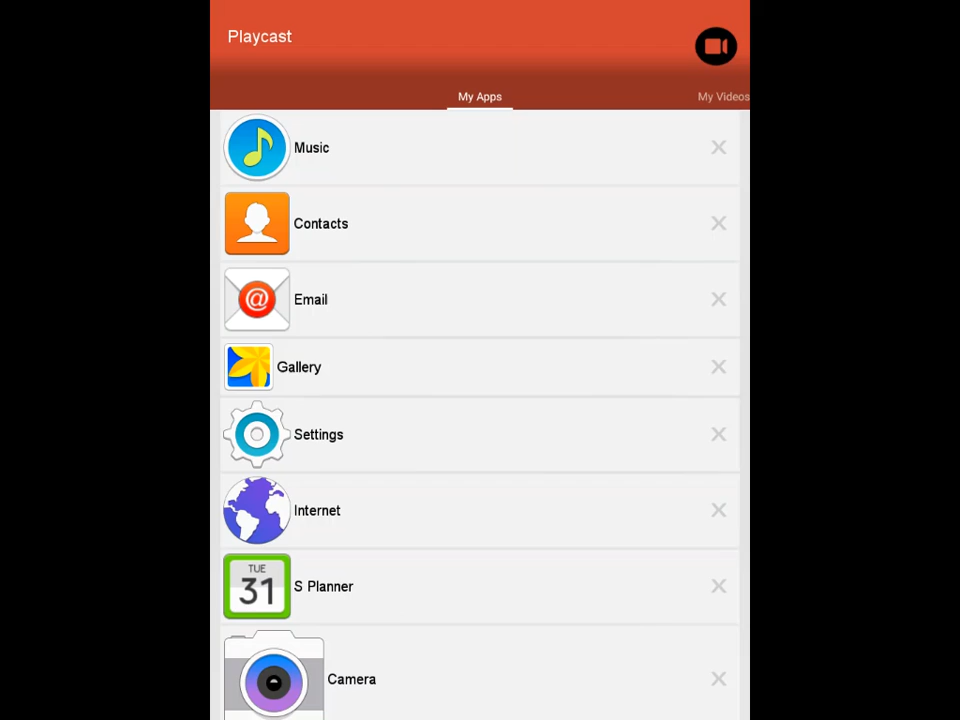 Playcast
My Apps
My Videos
Music
Contacts
@
Email
Gallery
Settings
Internet
TUE
31
S Planner
Camera